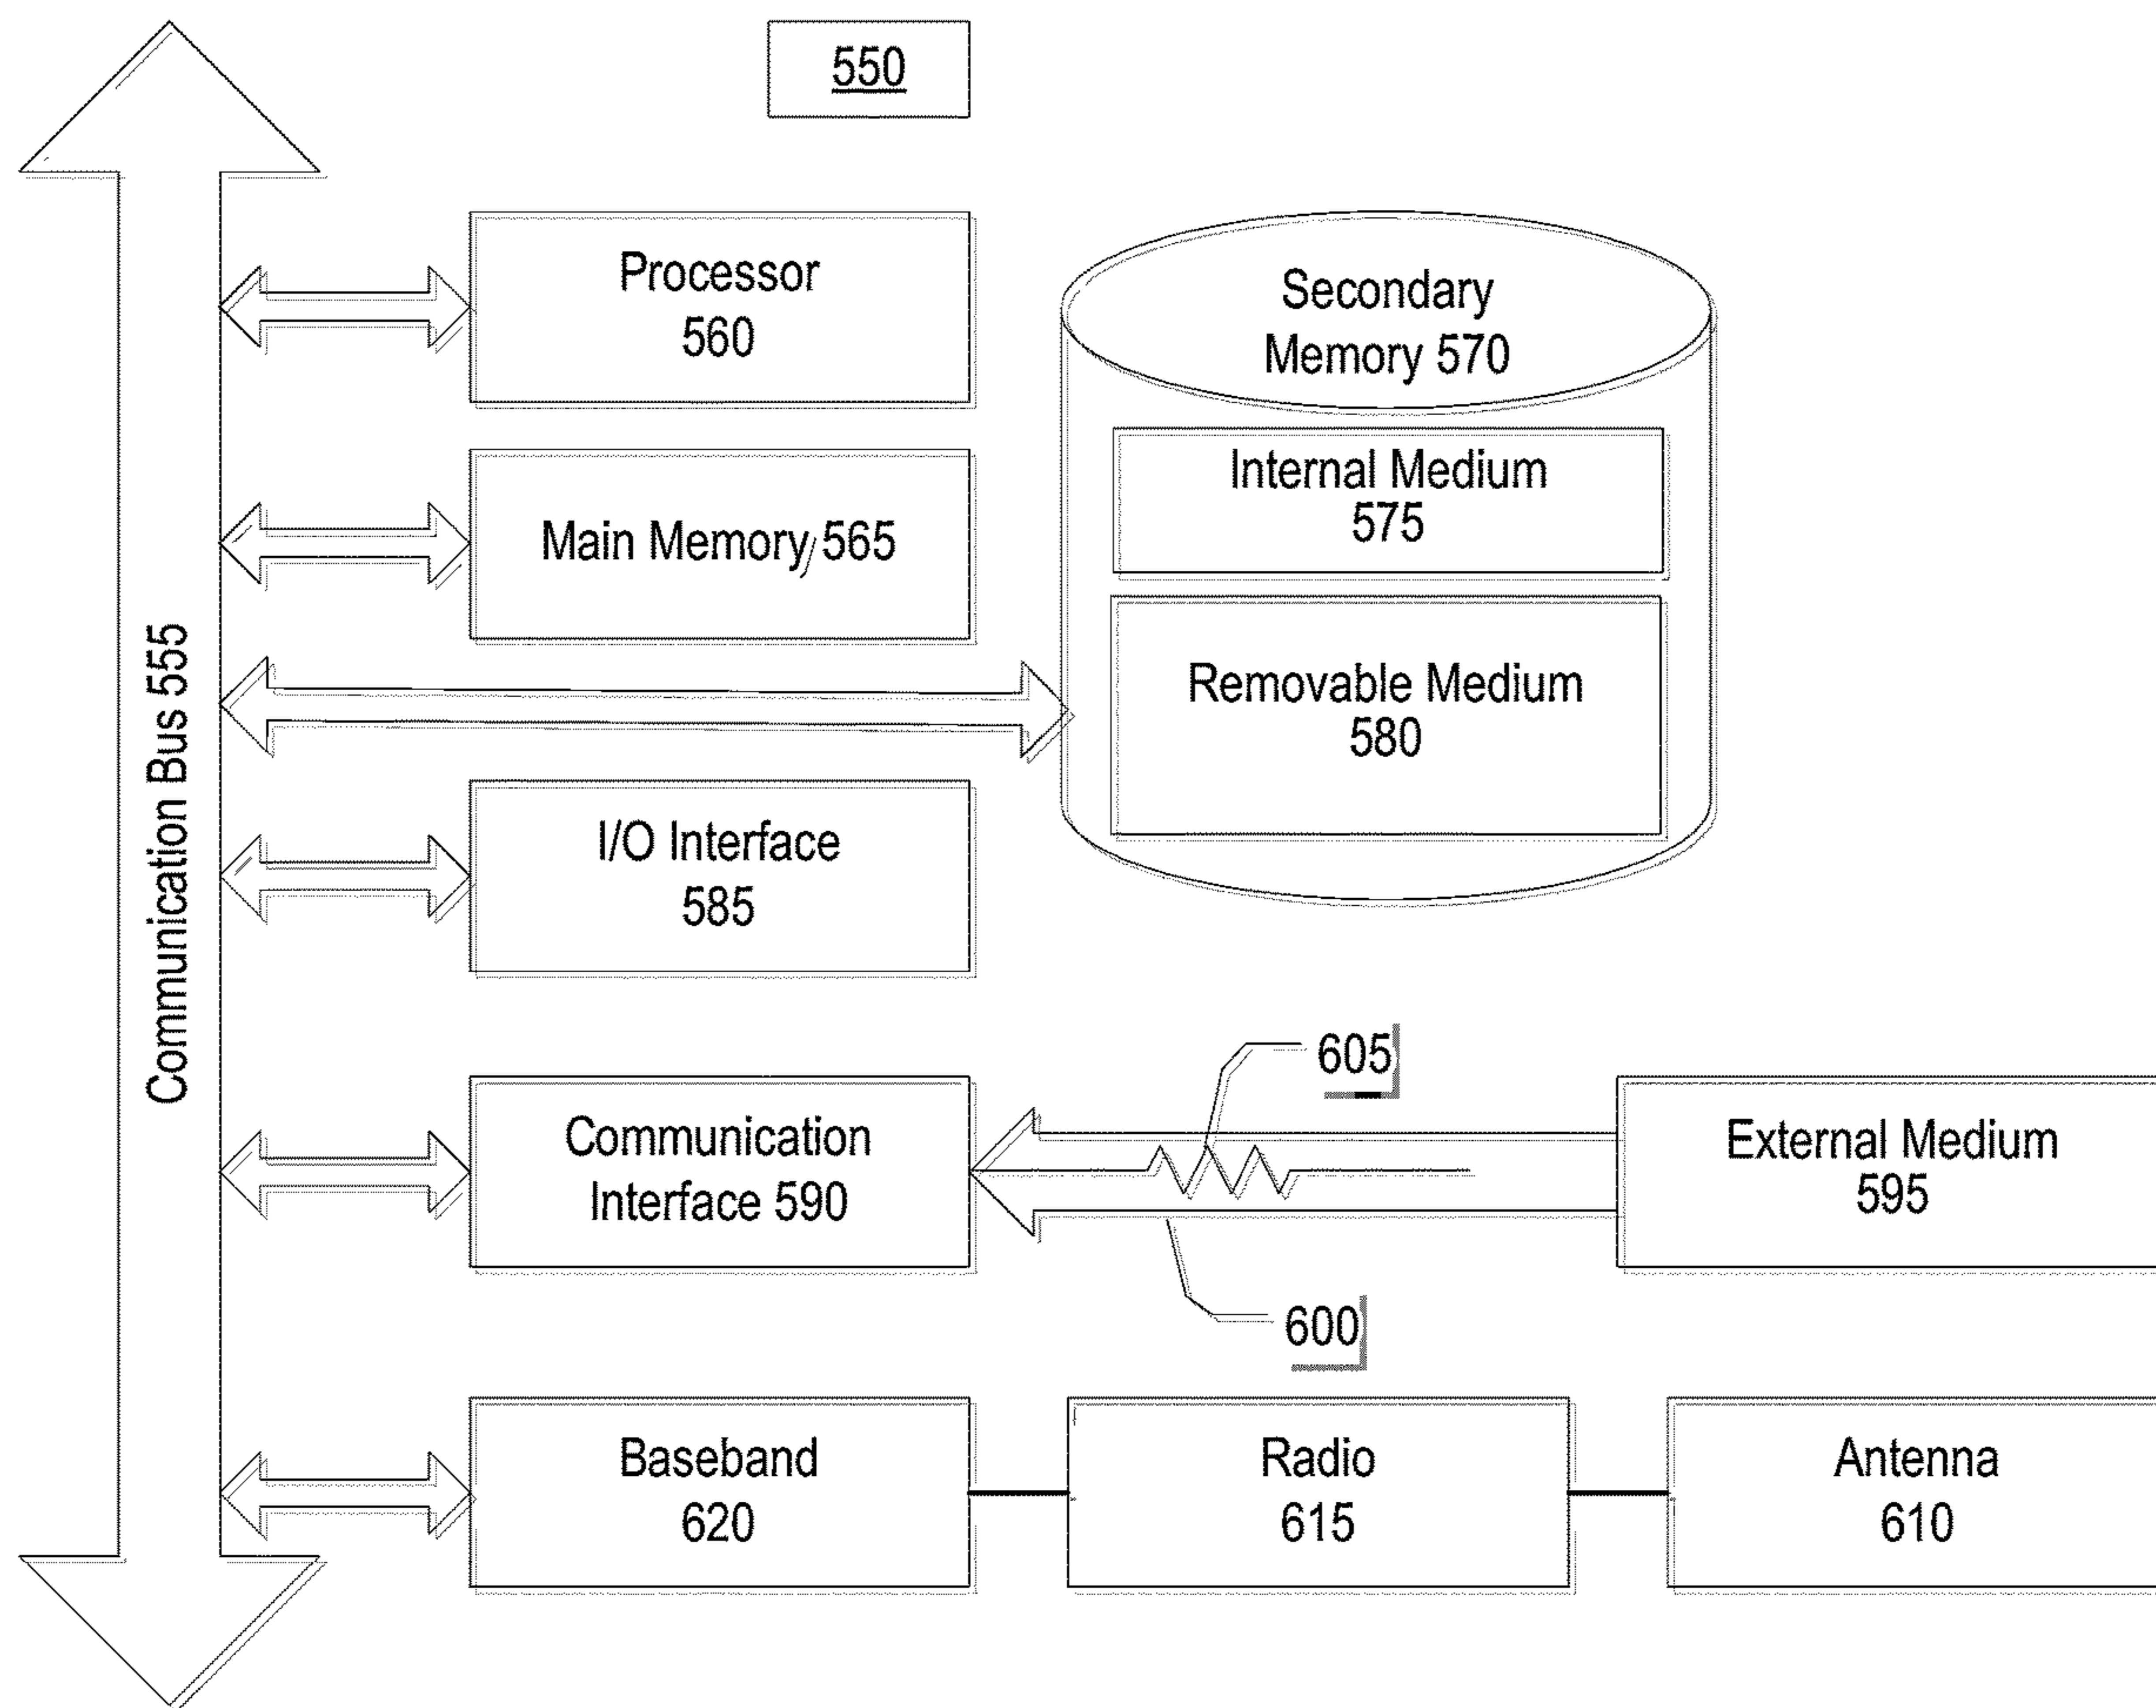 550
Communication Bus 555
Processor
560
Secondary
Memory 570
Internal Medium
575
Main Memory 565
Removable Medium
580
I/O Interface
585
605
Communication
Interface 590
External Medium
595
600
Baseband
620
Radio
615
Antenna
610